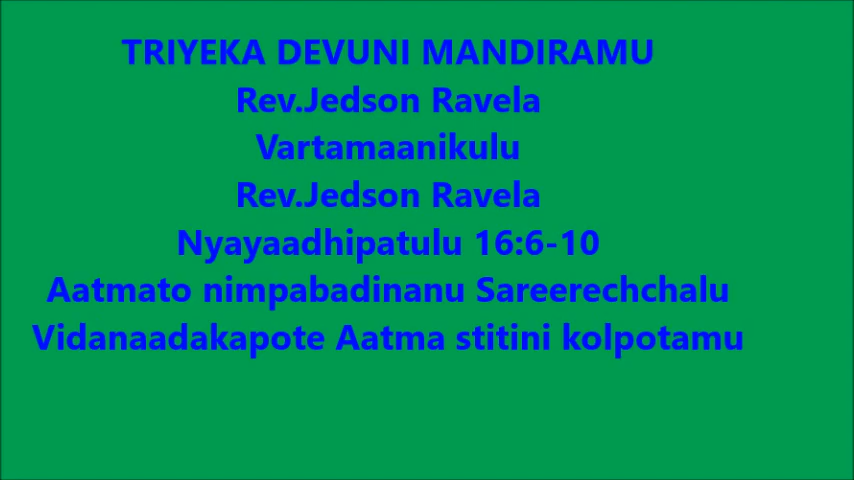 TRIYEKA DEVUNI MANDIRAMU
Rev.Jedson Ravela
Vartamaanikulu
Rev.Jedson Ravela
Nyayaadhipatulu 16:6-10
Aatmato nimpabadinanu Sareerechchalu
Vidanaadakapote Aatma stitini kolpotamu